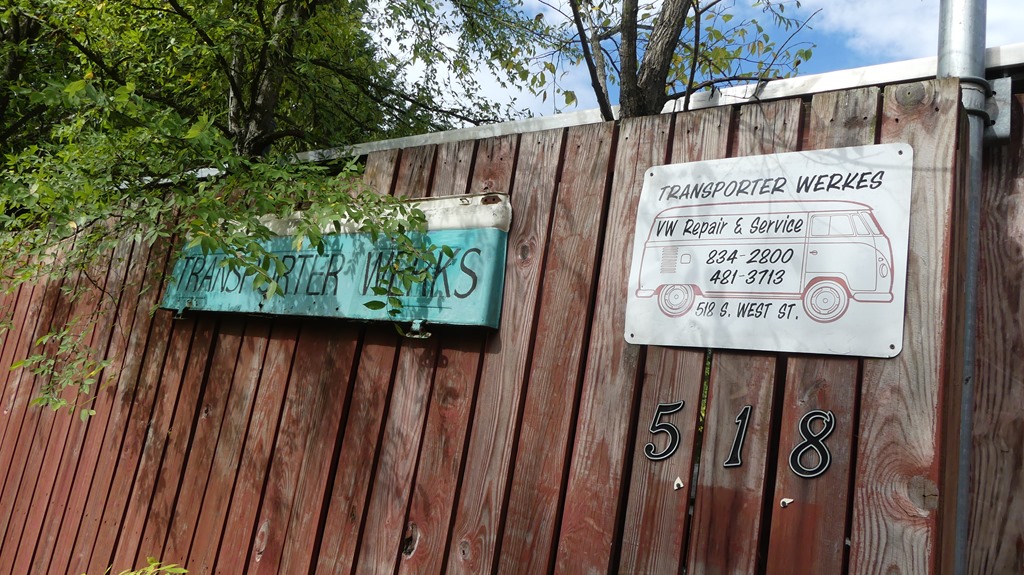 TRANSPORTER WERKS
TRANSPORTER WERKES
VW Repair & Service
834-2800
481-3713
518 S. WEST ST.
518